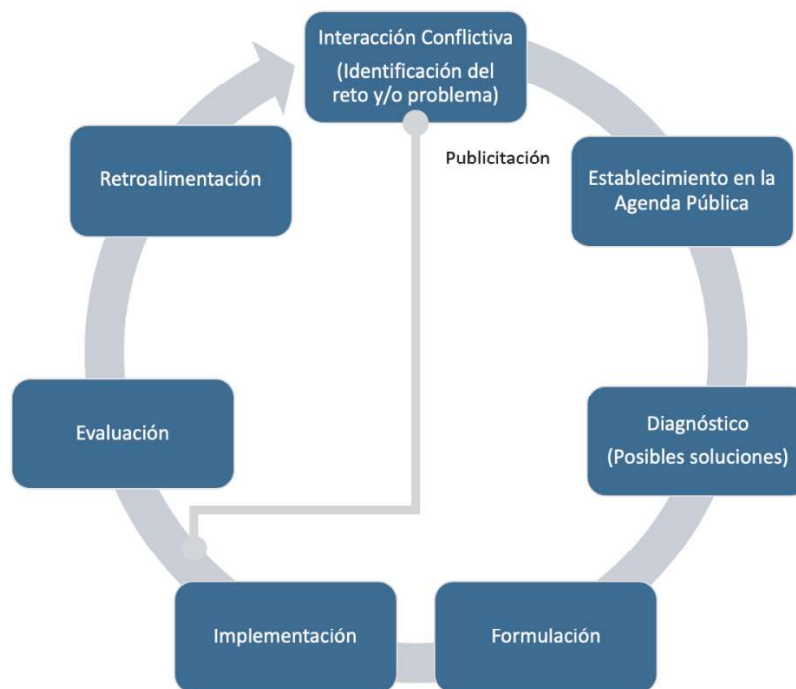 Interacción Conflictiva
(Identificación del
reto y/o problema)
Publicitación
Establecimiento en la
Agenda Pública
Diagnóstico
(Posibles soluciones)
Formulación
Implementación
Evaluación
Retroalimentación